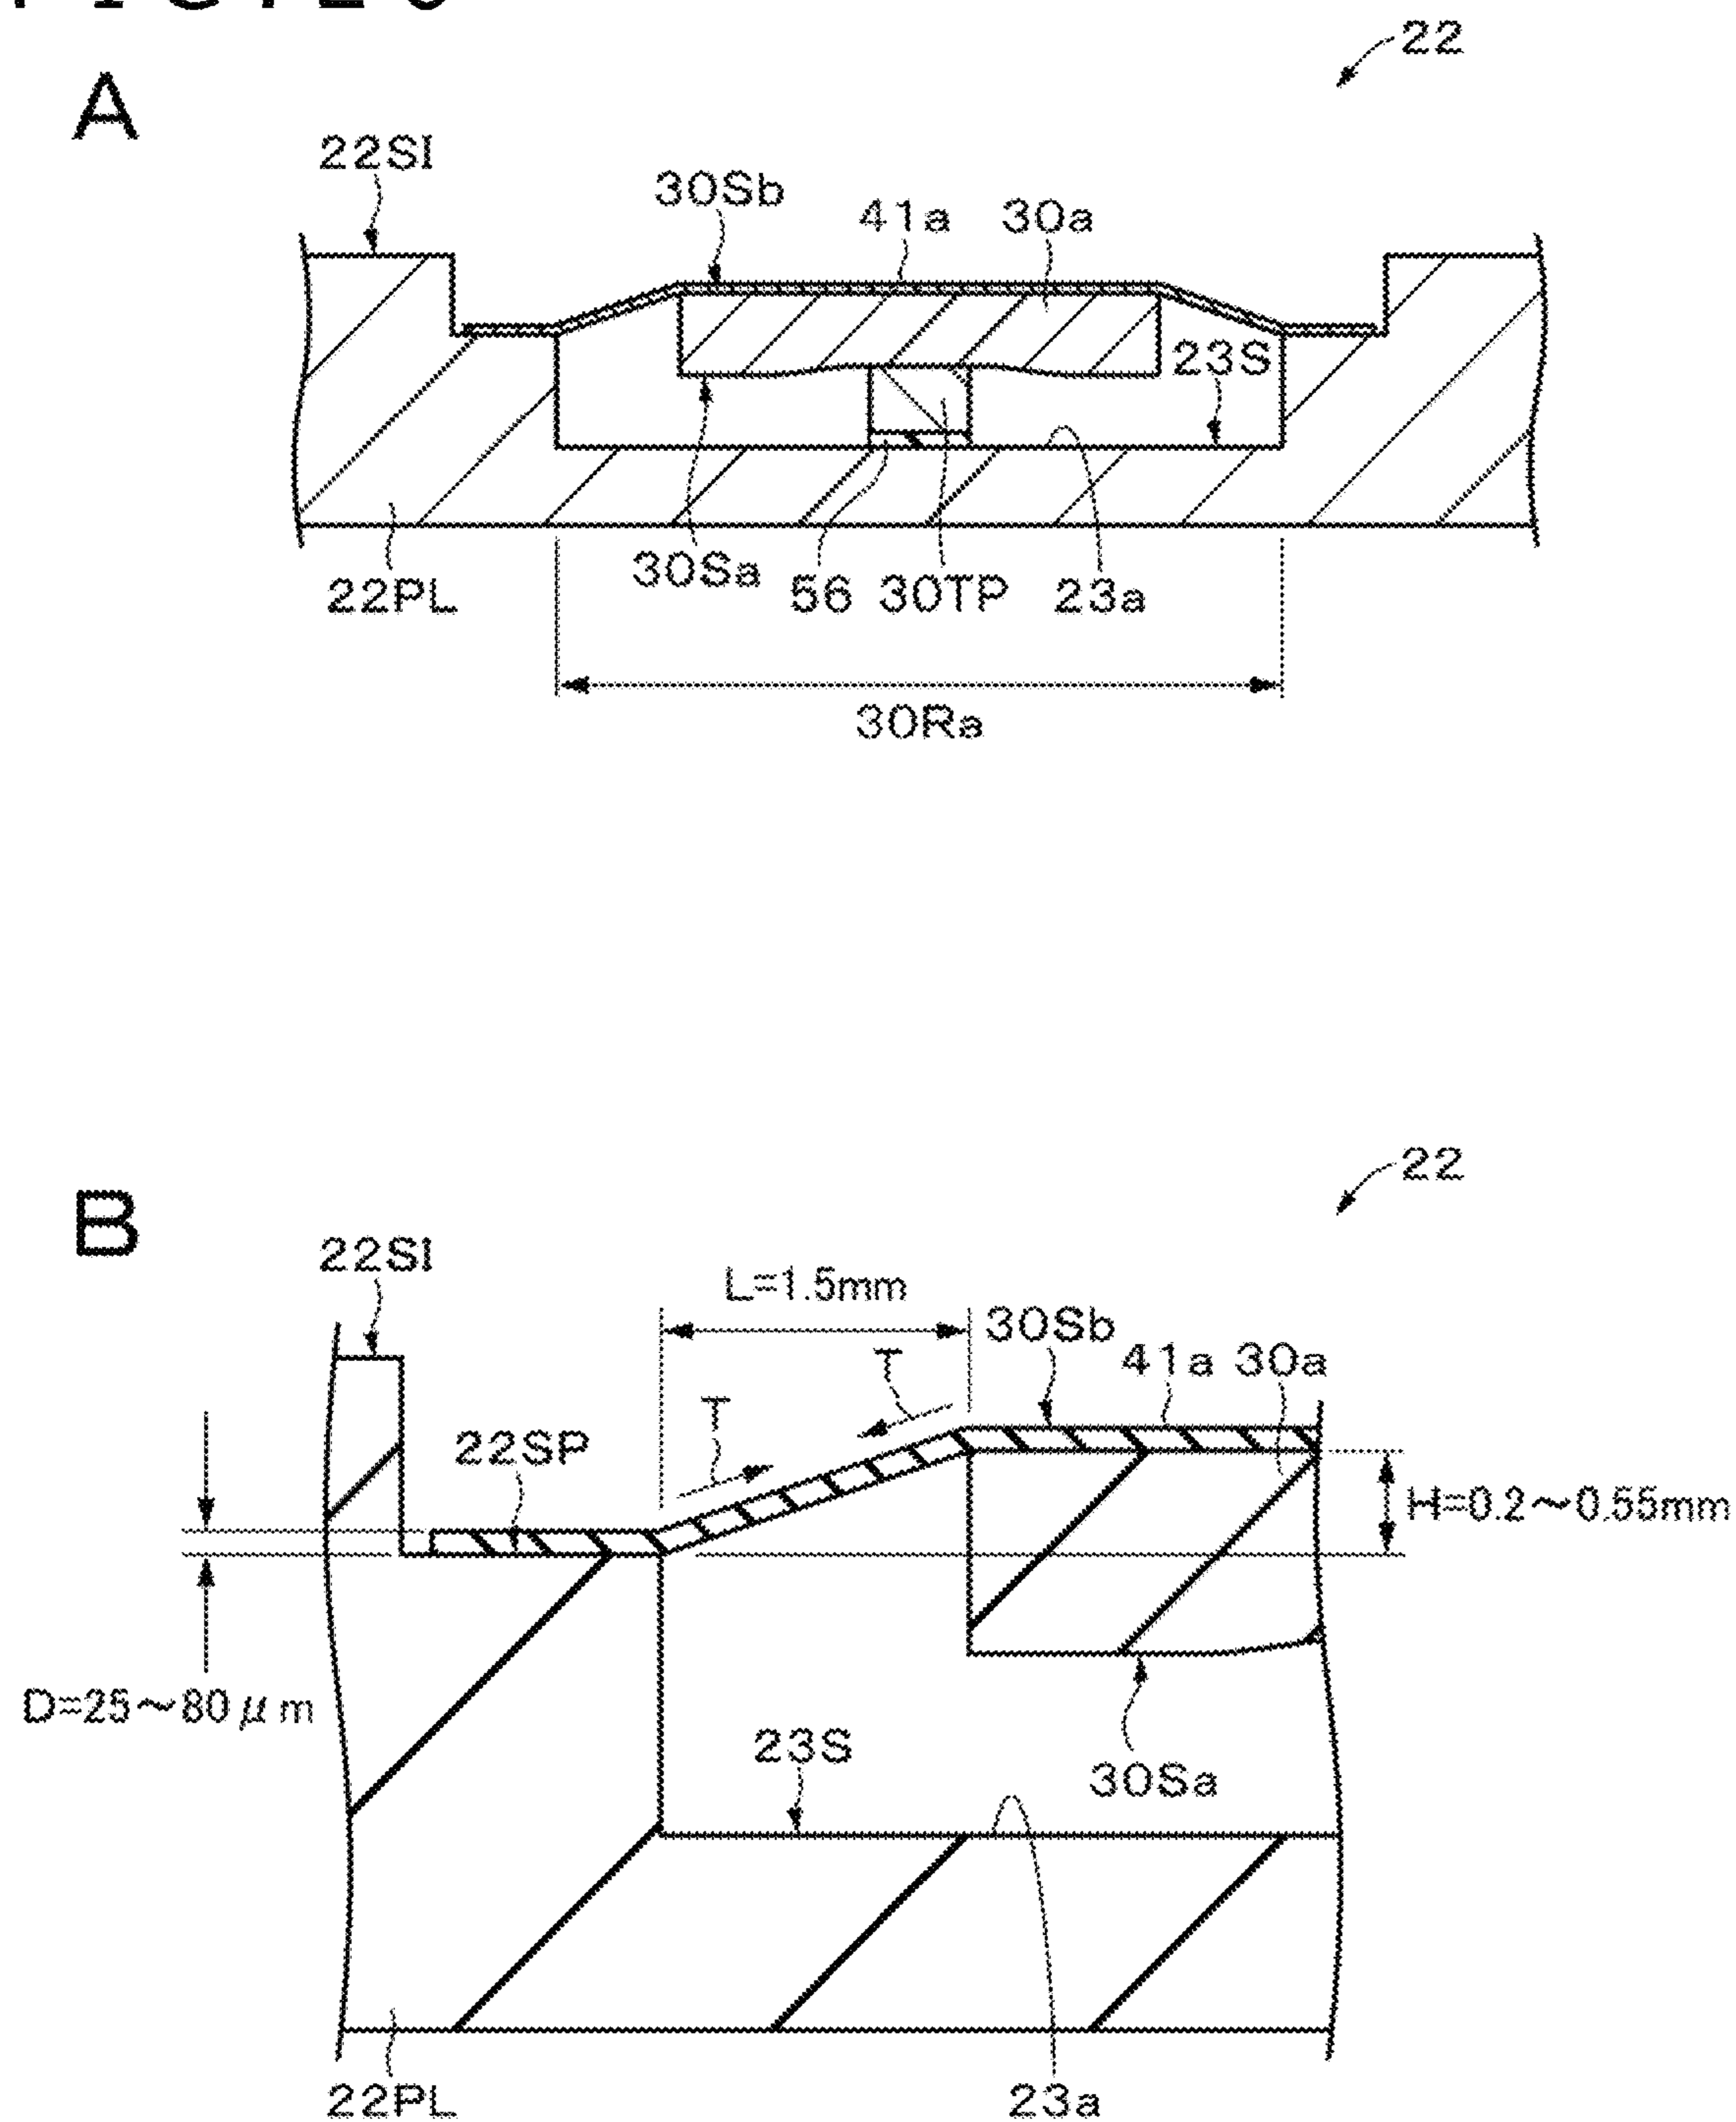 A
22
22SI
30Sb
41a
30a
23S
30Sa
56
30TP
23a
22PL
30Ra
B
22
22SI
L=1.5mm
30Sb
41a
30a
T
T
22SP
H=0.2～0.55mm
D=25～80μm
23S
30Sa
22PL
23a